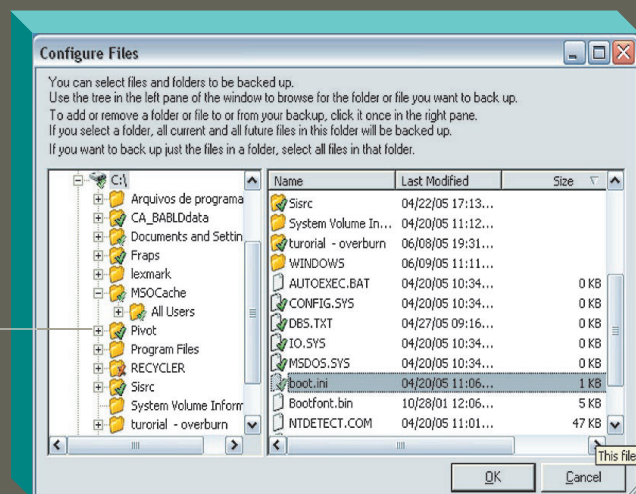 Configure Files
You can select files and folders to be backed up.
Use the tree in the left pane of the window to browse for the folder or file you want to back up.
To add or remove a folder or file to or from your backup, click it once in the right pane.
If you select a folder, all current and all future files in this folder will be backed up.
If you want to back up just the files in a folder, select all files in that folder.
C:\
Arquivos de programa
CA_BABLDdata
Documents and Settin
Fraps
lexmark
MSOCache
All Users
Pivot
Program Files
RECYCLER
Sisrc
System Volume Inform
turorial - overburn
Name Last Modified Size
Sisrc 04/22/05 17:13...
System Volume In... 04/20/05 11:12...
turorial - overburn 06/08/05 19:31...
WINDOWS 06/09/05 11:11...
AUTOEXEC.BAT 04/20/05 10:34... 0 KB
CONFIG.SYS 04/20/05 10:34... 0 KB
DBS.TXT 04/27/05 09:16... 0 KB
IO.SYS 04/20/05 10:34... 0 KB
MSDOS.SYS 04/20/05 10:34... 0 KB
boot.ini 04/20/05 11:06... 1 KB
Bootfont.bin 10/28/01 12:06... 5 KB
NTDETECT.COM 04/20/05 11:01... 47 KB
This file
OK Cancel